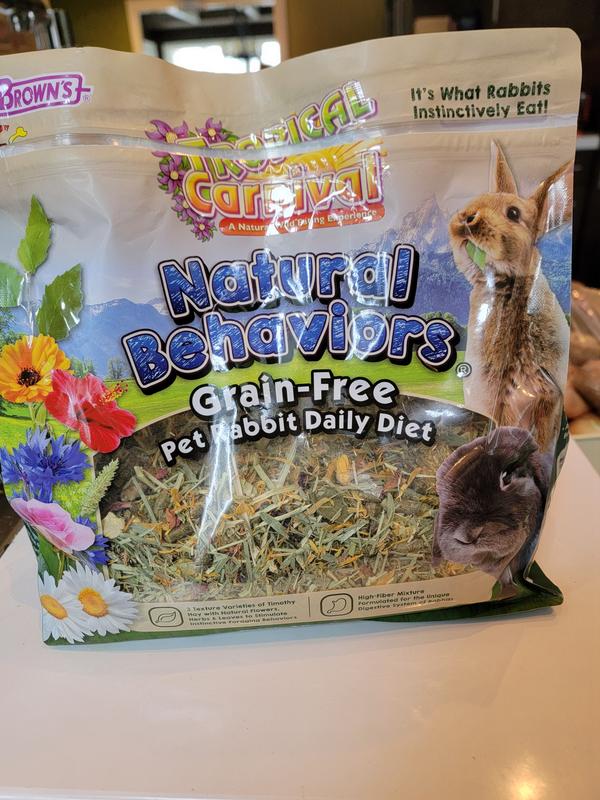 BROWN'S
It's What Rabbits
Instinctively Eat!
TROPICAL
Carnival
A Natural Wild Eating Experience
Natural
Behaviors®
Grain-Free
Pet Rabbit Daily Diet
3 Texture Varieties of Timothy
Hay with Natural Flowers,
Herbs & Leaves to Stimulate
Instinctive Foraging Behaviors
High-Fiber Mixture
Formulated for the Unique
Digestive System of Rabbits